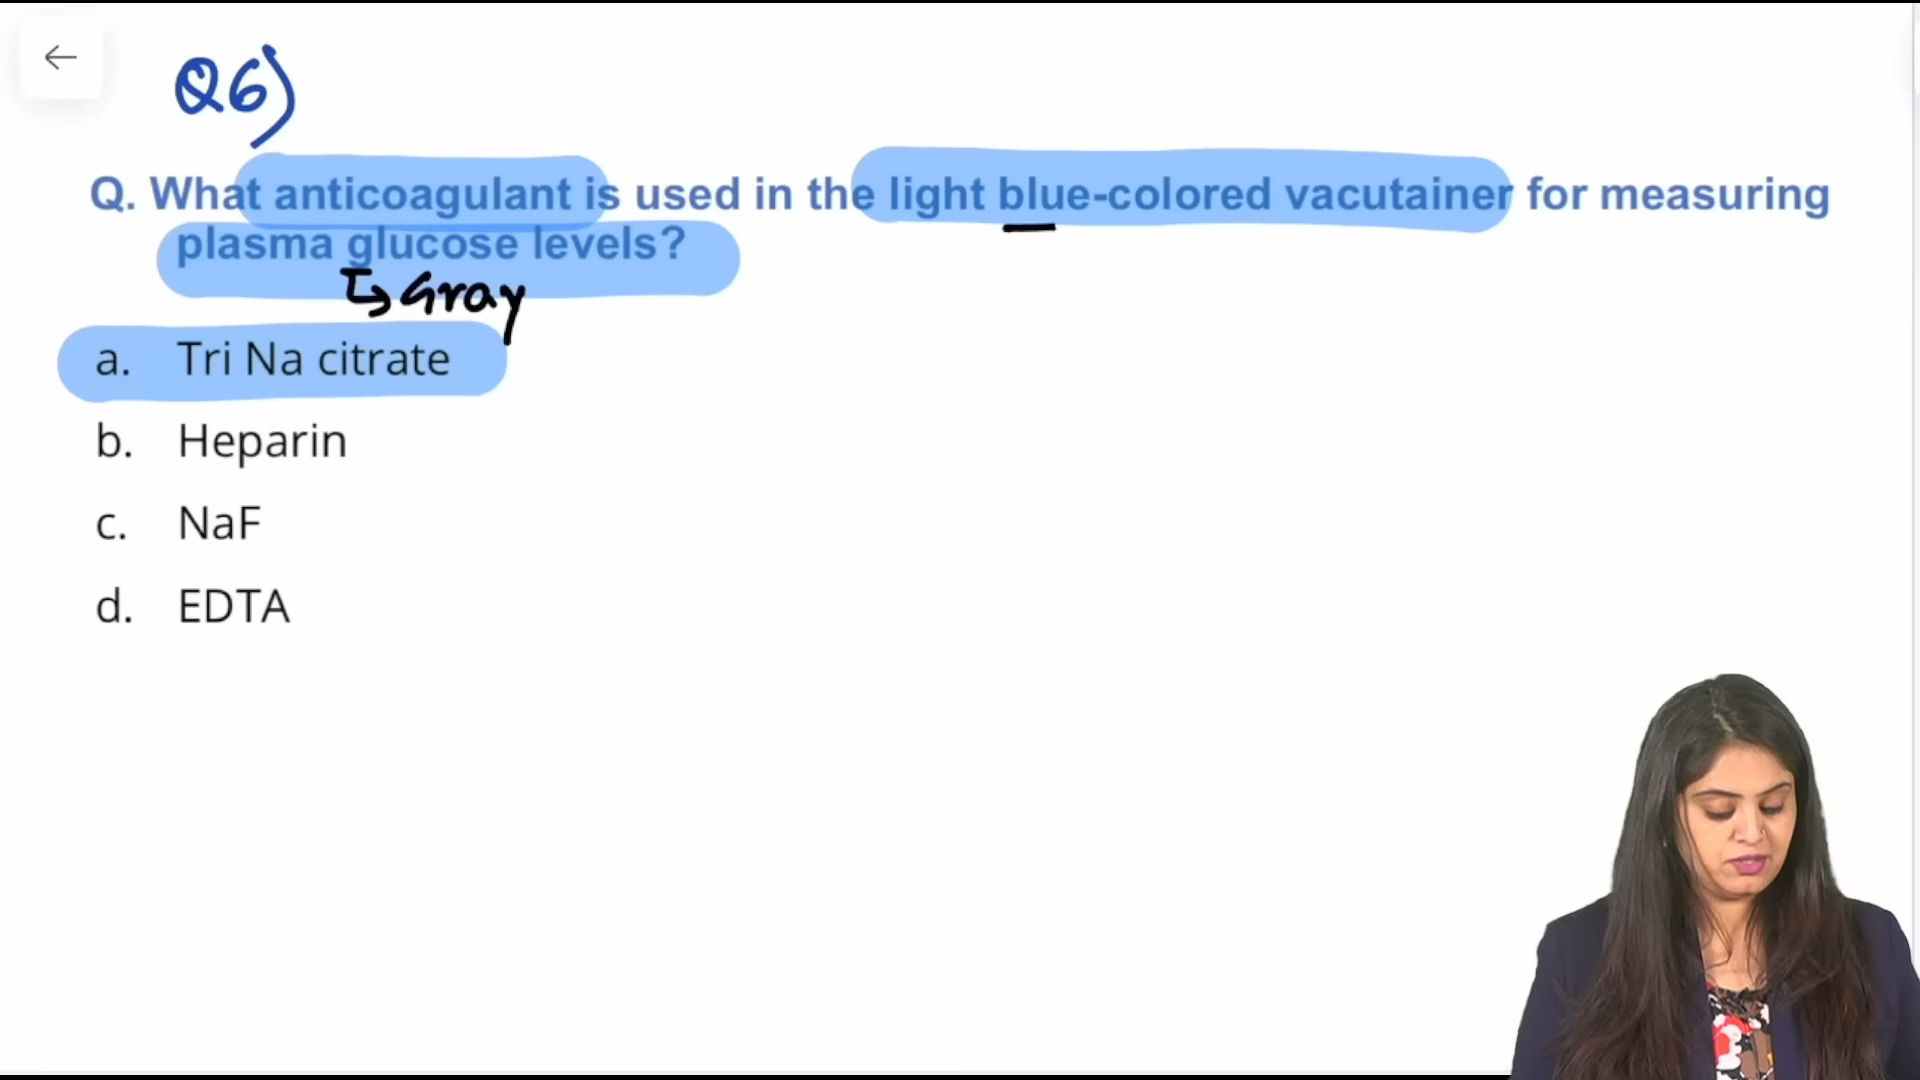 Q6)
Q. What anticoagulant is used in the light blue-colored vacutainer for measuring
plasma glucose levels?
↳ Gray
a. Tri Na citrate
b. Heparin
c. NaF
d. EDTA